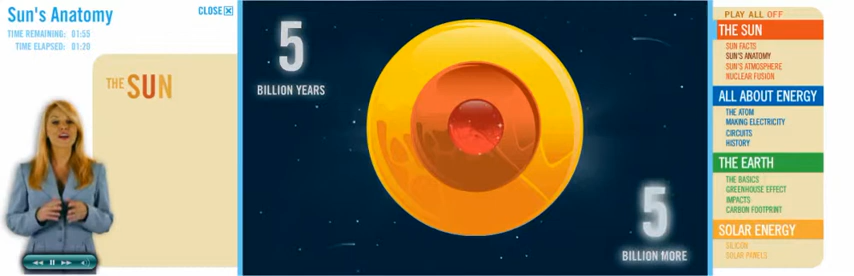 Sun's Anatomy
CLOSE
TIME REMAINING: 01:55
TIME ELAPSED: 01:20
THE SUN
5
BILLION YEARS
5
BILLION MORE
PLAY ALL OFF
THE SUN
SUN FACTS
SUN'S ANATOMY
SUN'S ATMOSPHERE
NUCLEAR FUSION
ALL ABOUT ENERGY
THE ATOM
MAKING ELECTRICITY
CIRCUITS
HISTORY
THE EARTH
THE BASICS
GREENHOUSE EFFECT
IMPACTS
CARBON FOOTPRINT
SOLAR ENERGY
SILICON
SOLAR PANELS